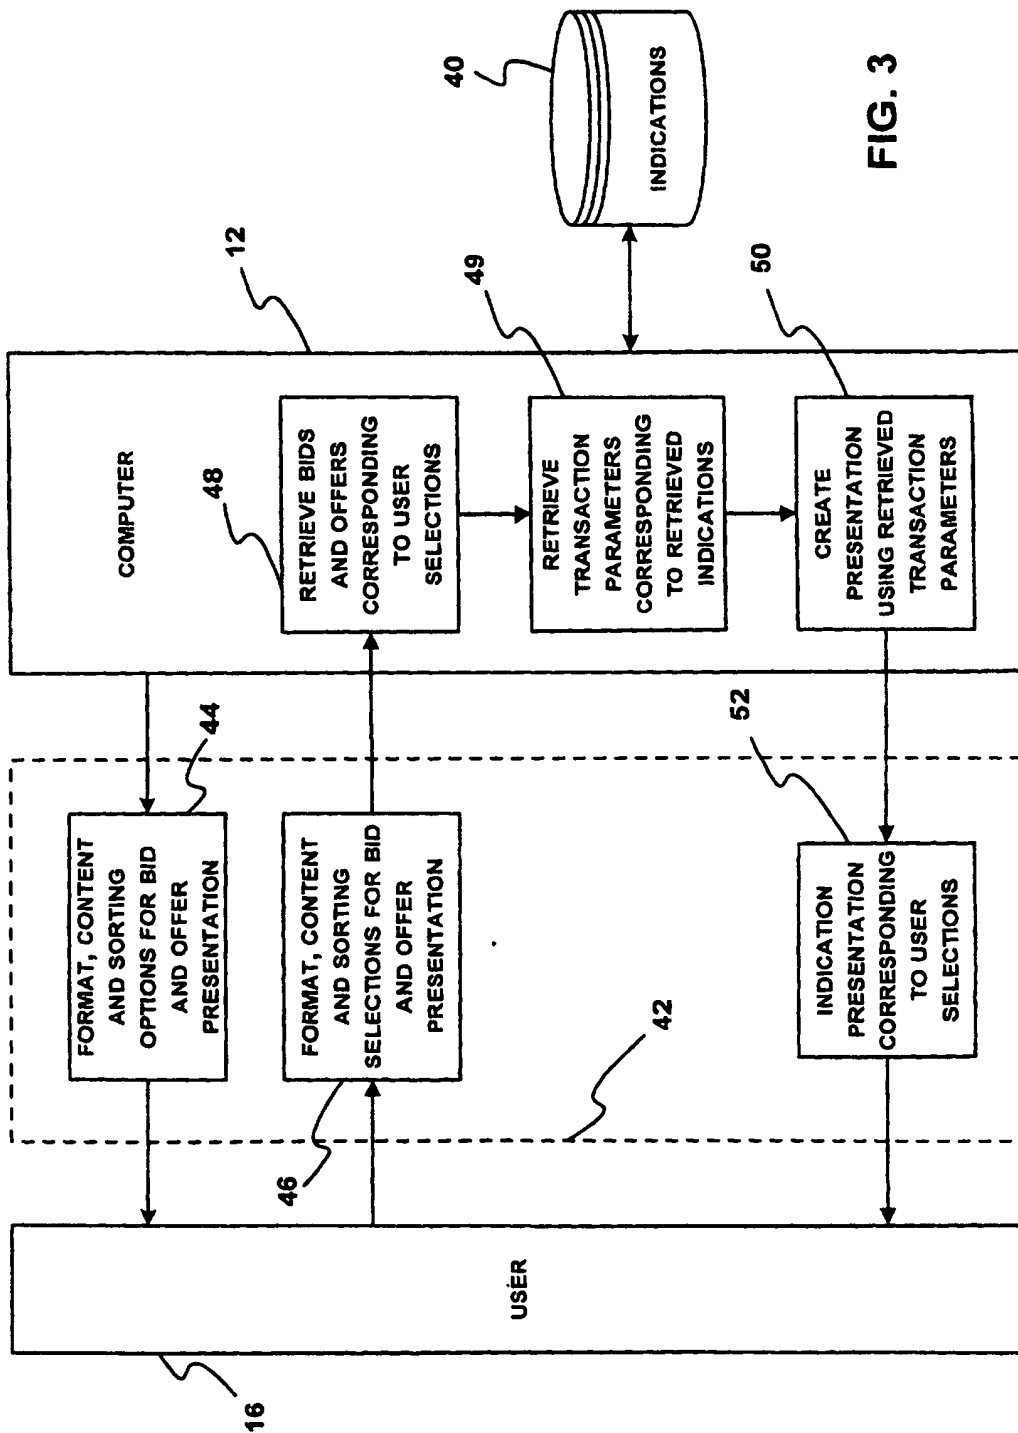 16
USER
46
42
FORMAT, CONTENT
AND SORTING
OPTIONS FOR BID
AND OFFER
PRESENTATION
44
FORMAT, CONTENT
AND SORTING
SELECTIONS FOR BID
AND OFFER
PRESENTATION
INDICATION
PRESENTATION
CORRESPONDING
TO USER
SELECTIONS
52
COMPUTER
12
48
RETRIEVE BIDS
AND OFFERS
CORRESPONDING
TO USER
SELECTIONS
49
RETRIEVE
TRANSACTION
PARAMETERS
CORRESPONDING
TO RETRIEVED
INDICATIONS
50
CREATE
PRESENTATION
USING RETRIEVED
TRANSACTION
PARAMETERS
40
INDICATIONS
FIG. 3